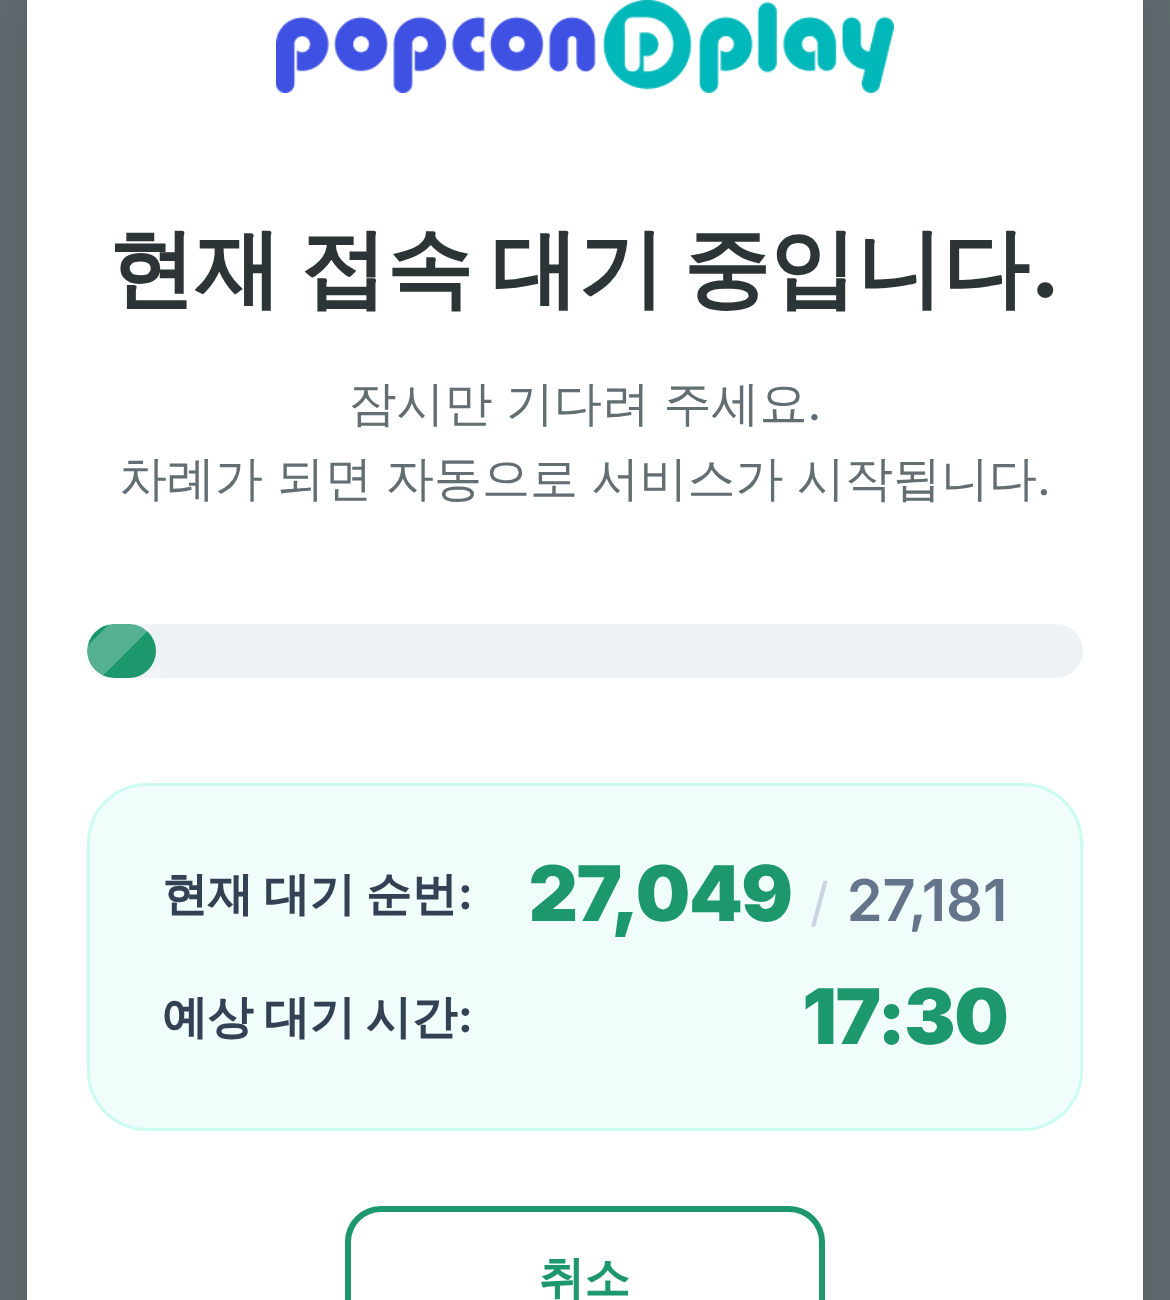 popcon D play
현재 접속 대기 중입니다.
잠시만 기다려 주세요.
차례가 되면 자동으로 서비스가 시작됩니다.
현재 대기 순번: 27,049 / 27,181
예상 대기 시간: 17:30
취소